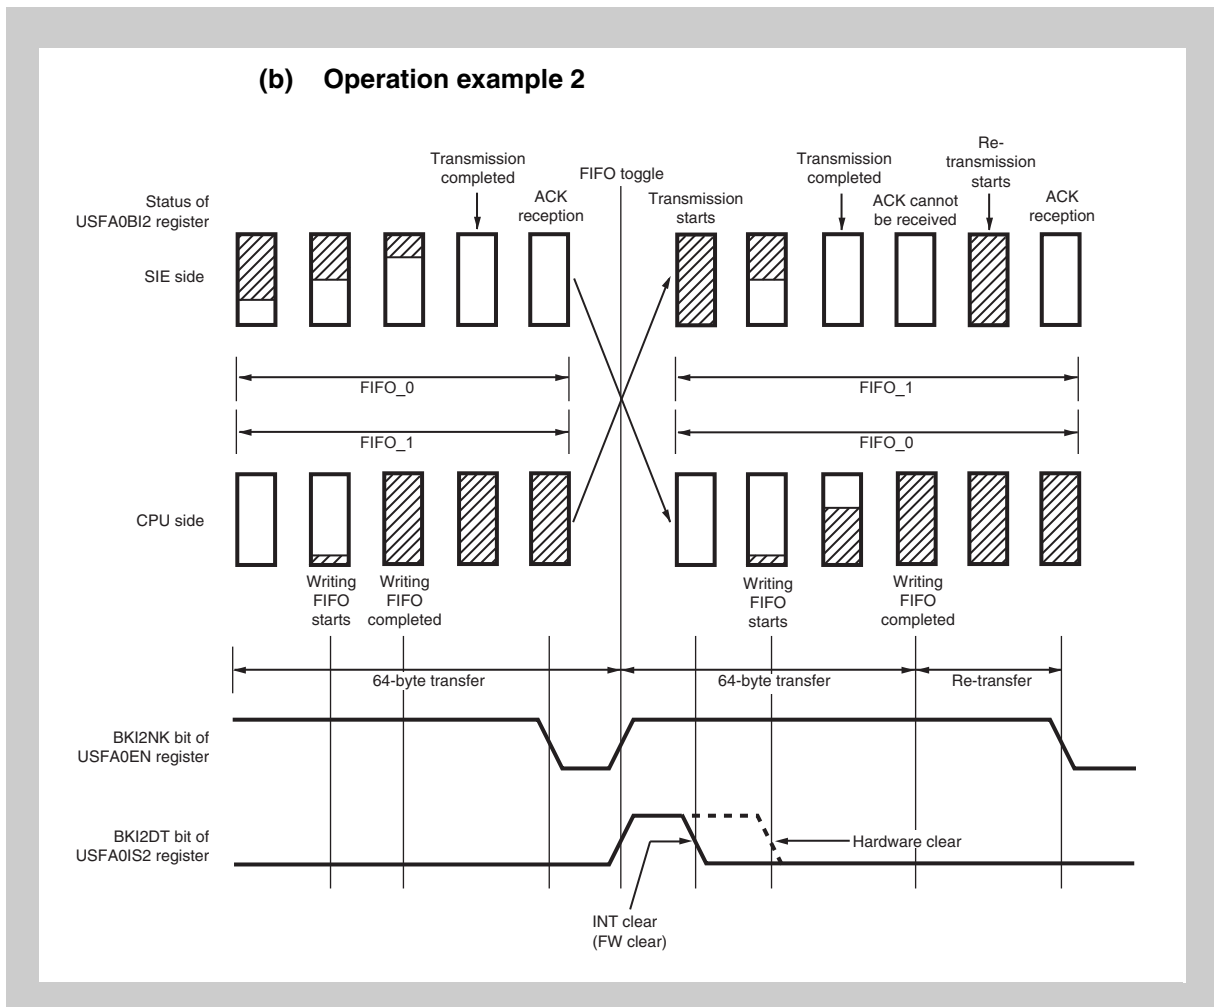 (b) Operation example 2
Re-
transmission
starts
Transmission
completed
FIFO toggle
Transmission
completed
Status of
USFA0BI2 register
ACK
reception
Transmission
starts
ACK cannot
be received
ACK
reception
SIE side
FIFO_0
FIFO_1
FIFO_1
FIFO_0
CPU side
Writing
FIFO
starts
Writing
FIFO
completed
Writing
FIFO
starts
Writing
FIFO
completed
64-byte transfer
64-byte transfer
Re-transfer
BKI2NK bit of
USFA0EN register
BKI2DT bit of
USFA0IS2 register
Hardware clear
INT clear
(FW clear)